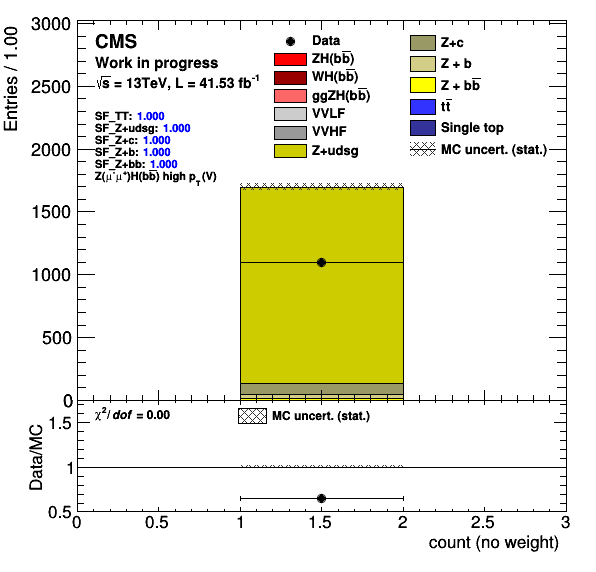 CMS
Work in progress
√s = 13TeV, L = 41.53 fb⁻¹
SF_TT: 1.000
SF_Z+udsg: 1.000
SF_Z+c: 1.000
SF_Z+b: 1.000
SF_Z+bb: 1.000
Z(μ⁻μ⁺)H(bb̅) high p_T(V)
Data
ZH(bb̅)
WH(bb̅)
ggZH(bb̅)
VVLF
VVHF
Z+udsg
Z+c
Z + b
Z + bb̅
tt̅
Single top
MC uncert. (stat.)
Entries / 1.00
3000
2500
2000
1500
1000
500
0
χ²/dof = 0.00
MC uncert. (stat.)
Data/MC
1.5
1
0.5
0 0.5 1 1.5 2 2.5 3
count (no weight)